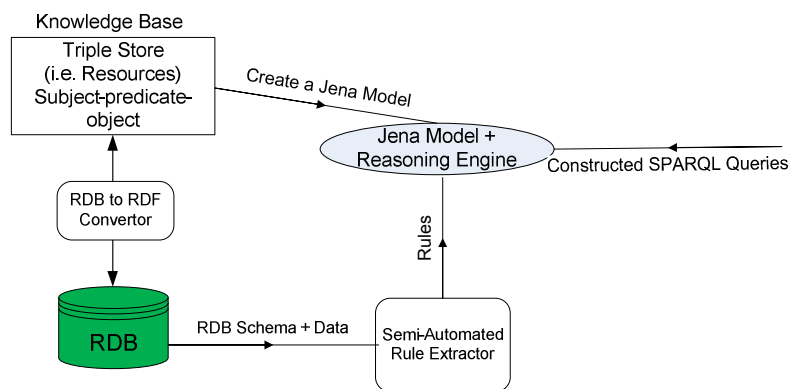 Knowledge Base
Triple Store
(i.e. Resources)
Subject-predicate-
object
Create a Jena Model
Jena Model +
Reasoning Engine
Constructed SPARQL Queries
RDB to RDF
Convertor
Rules
RDB
RDB Schema + Data
Semi-Automated
Rule Extractor